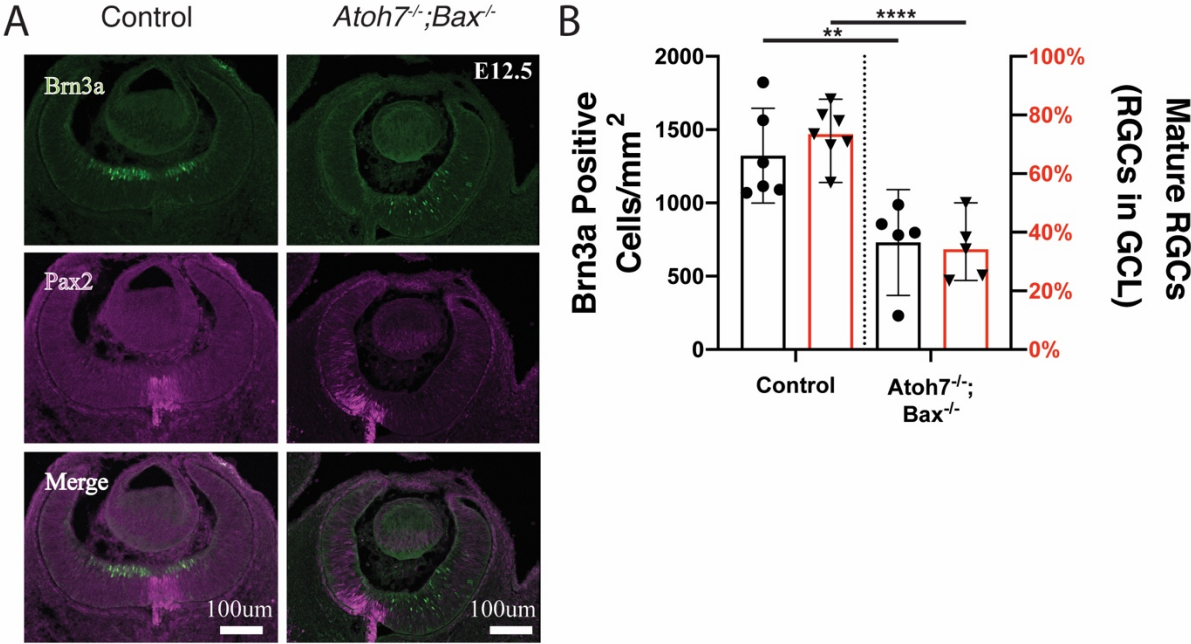 A
Control
Atoh7-/-;Bax-/-
Brn3a
E12.5
Pax2
Merge
100um
100um
B
**
****
Brn3a Positive
Cells/mm2
2000
1500
1000
500
0
100%
80%
60%
40%
20%
0%
Mature RGCs
(RGCs in GCL)
Control
Atoh7-/-;
Bax-/-